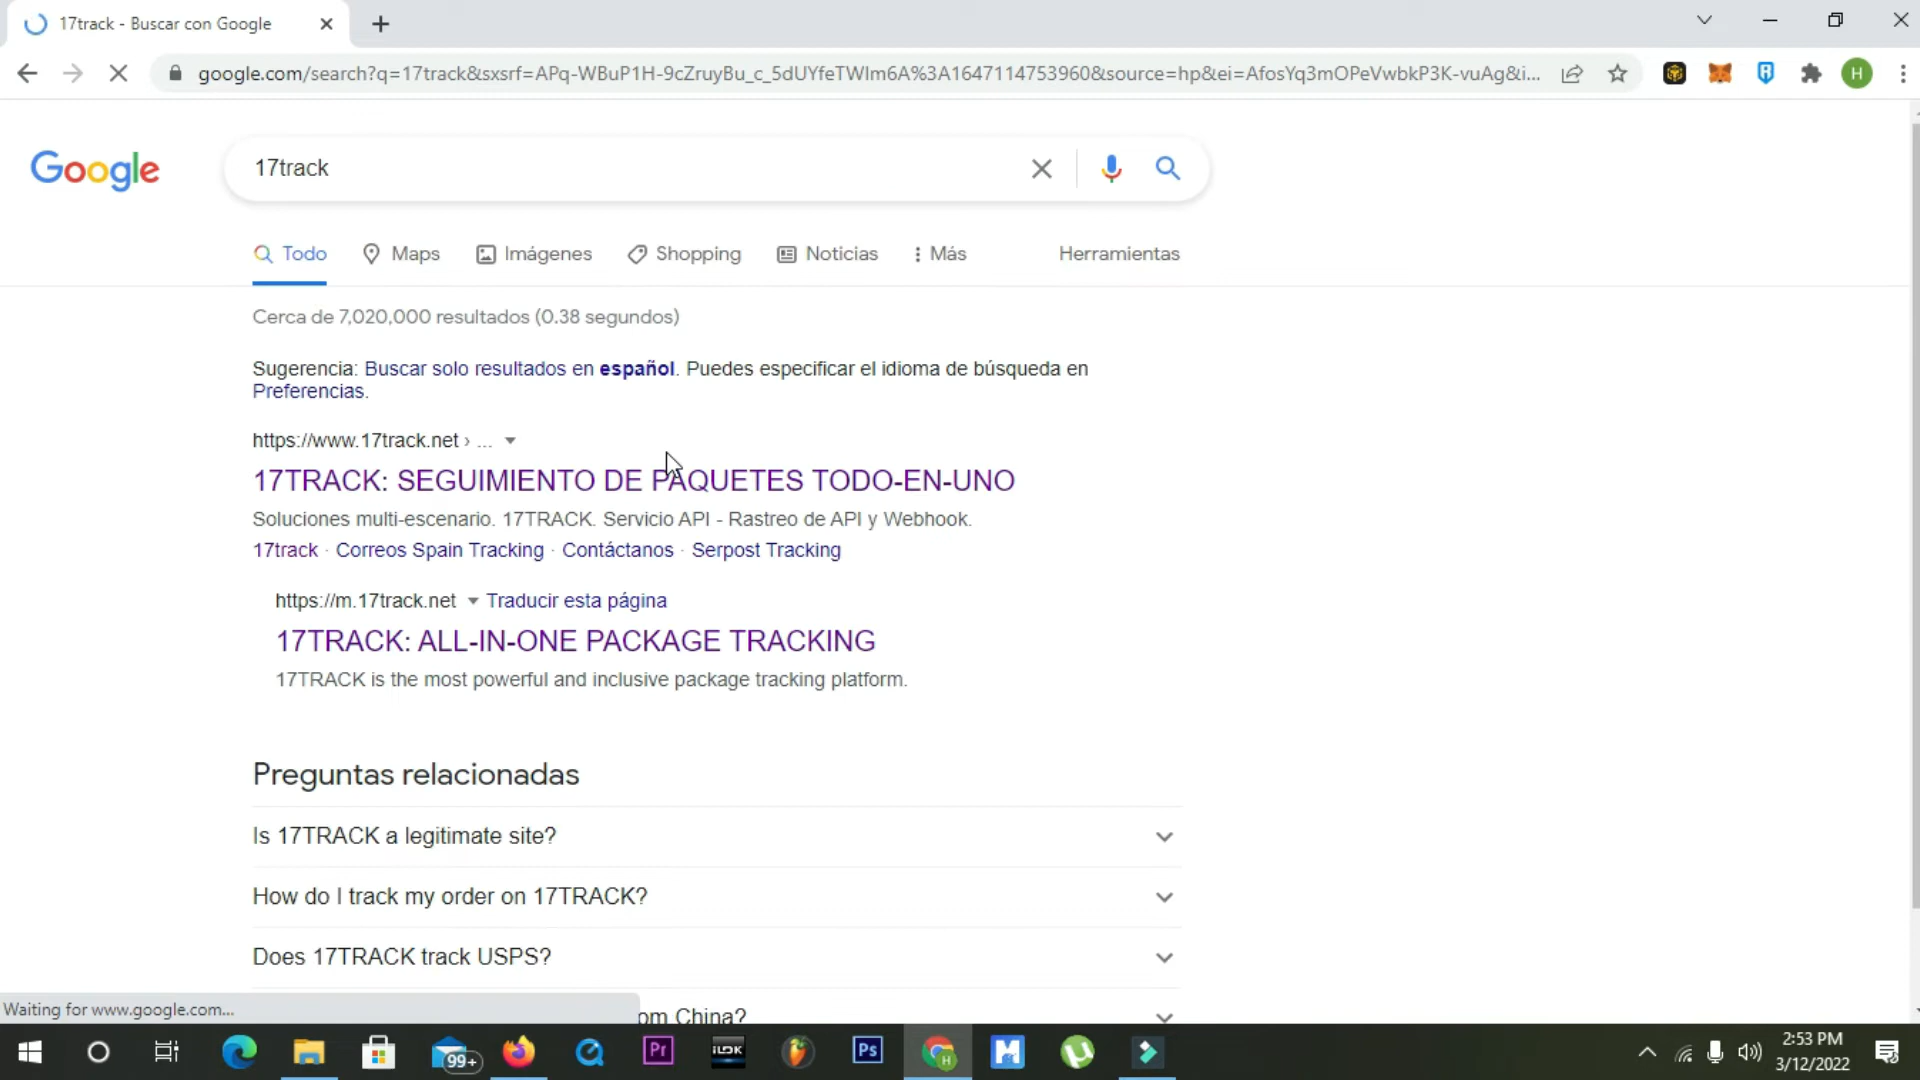 17track - Buscar con Google
google.com/search?q=17track&sxsrf=APq-WBuP1H-9cZruyBu_c_5dUYfeTWIm6A%3A1647114753960&source=hp&ei=AfosYq3mOPeVwbkP3K-vuAg&i...
H
Google
17track
Todo Maps Imágenes Shopping Noticias Más Herramientas
Cerca de 7,020,000 resultados (0.38 segundos)
Sugerencia: Buscar solo resultados en español. Puedes especificar el idioma de búsqueda en
Preferencias.
https://www.17track.net › ...
17TRACK: SEGUIMIENTO DE PAQUETES TODO-EN-UNO
Soluciones multi-escenario. 17TRACK. Servicio API - Rastreo de API y Webhook.
17track · Correos Spain Tracking · Contáctanos · Serpost Tracking
https://m.17track.net Traducir esta página
17TRACK: ALL-IN-ONE PACKAGE TRACKING
17TRACK is the most powerful and inclusive package tracking platform.
Preguntas relacionadas
Is 17TRACK a legitimate site?
How do I track my order on 17TRACK?
Does 17TRACK track USPS?
om China?
Waiting for www.google.com...
99+
Pr
iLOK
Ps
H
M
2:53 PM
3/12/2022